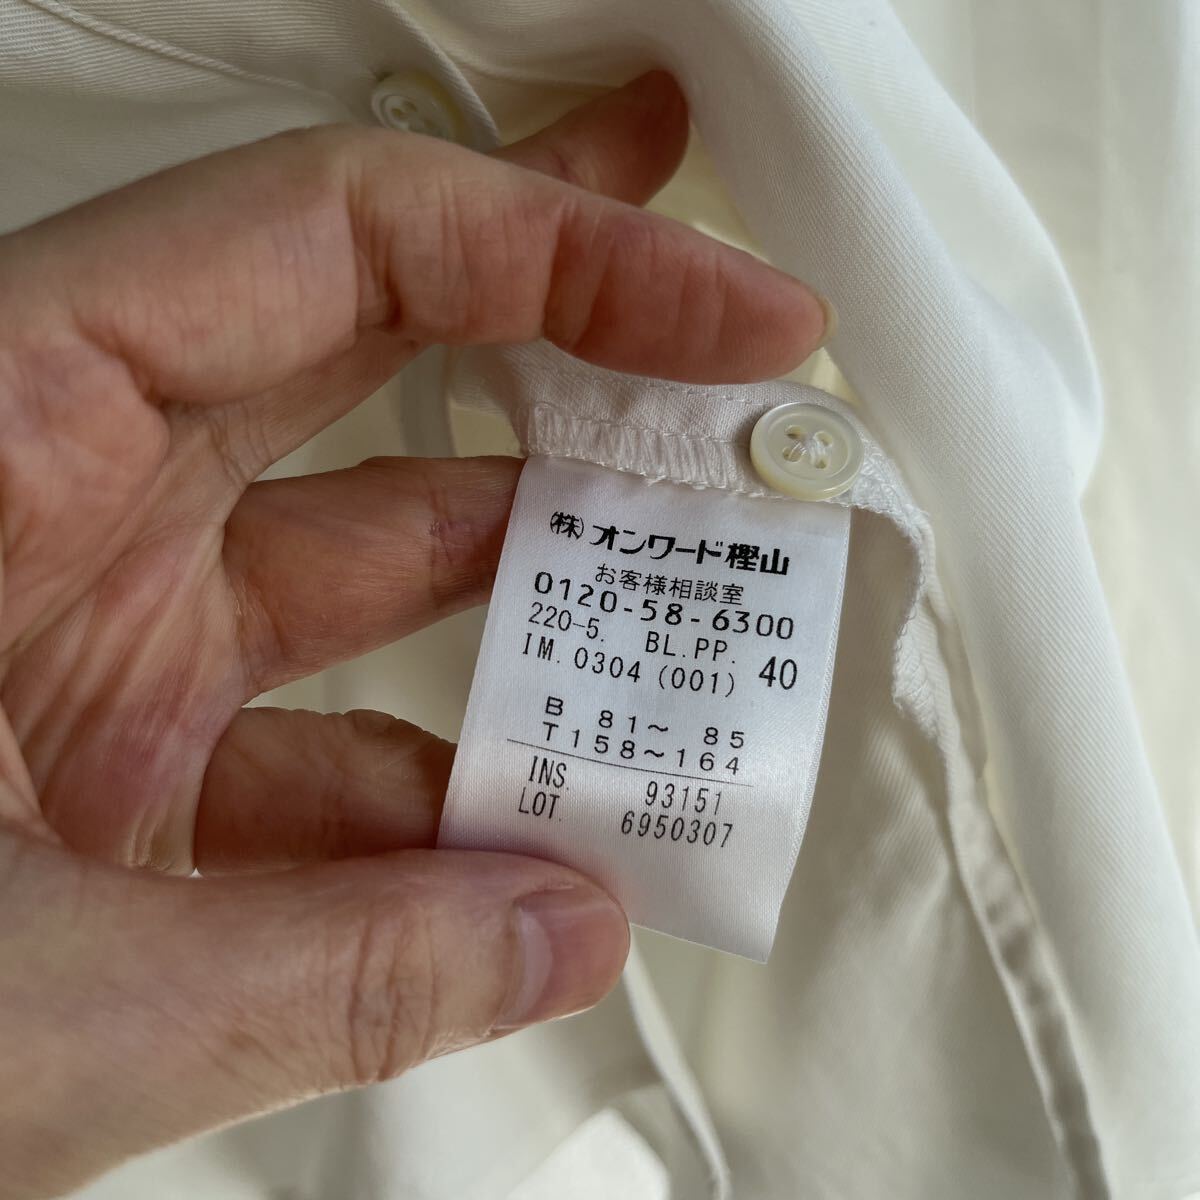 ㈱オンワード樫山
お客様相談室
0120-58-6300
220-5. BL.PP. 40
IM.0304 (001)
B 81～ 85
T158～164
INS. 93151
LOT. 6950307